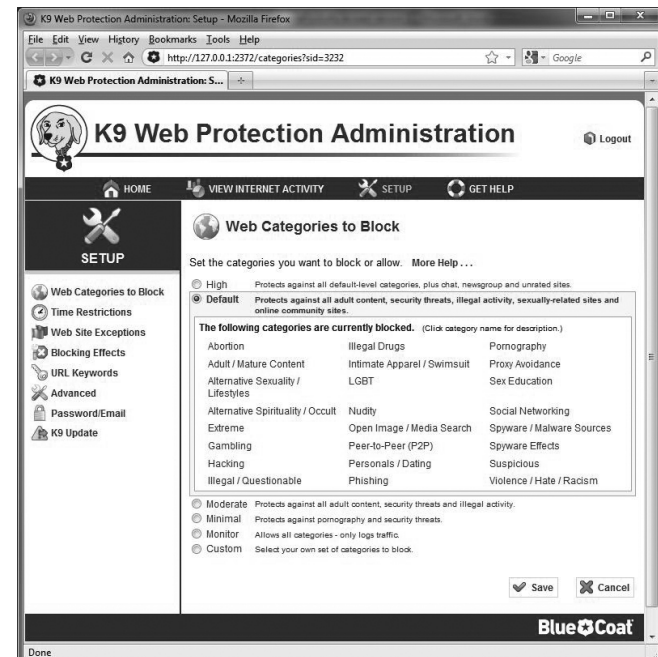 K9 Web Protection Administration: Setup - Mozilla Firefox
File Edit View History Bookmarks Tools Help
http://127.0.0.1:2372/categories?sid=3232
Google
K9 Web Protection Administration: S...
K9 Web Protection Administration
Logout
HOME VIEW INTERNET ACTIVITY SETUP GET HELP
SETUP
Web Categories to Block
Time Restrictions
Web Site Exceptions
Blocking Effects
URL Keywords
Advanced
Password/Email
K9 Update
Web Categories to Block
Set the categories you want to block or allow. More Help . . .
High Protects against all default-level categories, plus chat, newsgroup and unrated sites.
Default Protects against all adult content, security threats, illegal activity, sexually-related sites and
online community sites.
The following categories are currently blocked. (Click category name for description.)
Abortion Illegal Drugs Pornography
Adult / Mature Content Intimate Apparel / Swimsuit Proxy Avoidance
Alternative Sexuality / LGBT Sex Education
Lifestyles
Alternative Spirituality / Occult Nudity Social Networking
Extreme Open Image / Media Search Spyware / Malware Sources
Gambling Peer-to-Peer (P2P) Spyware Effects
Hacking Personals / Dating Suspicious
Illegal / Questionable Phishing Violence / Hate / Racism
Moderate Protects against all adult content, security threats and illegal activity.
Minimal Protects against pornography and security threats.
Monitor Allows all categories - only logs traffic.
Custom Select your own set of categories to block.
Save Cancel
Blue Coat
Done